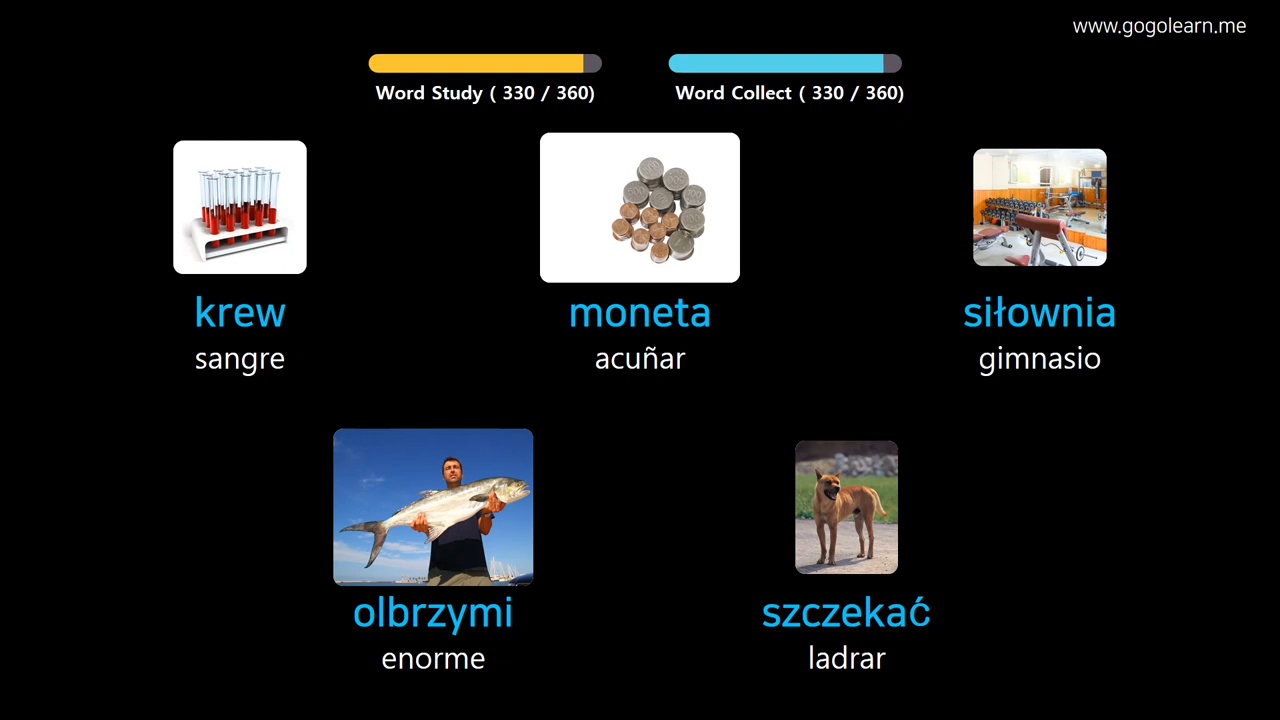 www.gogolearn.me
Word Study ( 330 / 360)
Word Collect ( 330 / 360)
krew
sangre
moneta
acuñar
siłownia
gimnasio
olbrzymi
enorme
szczekać
ladrar